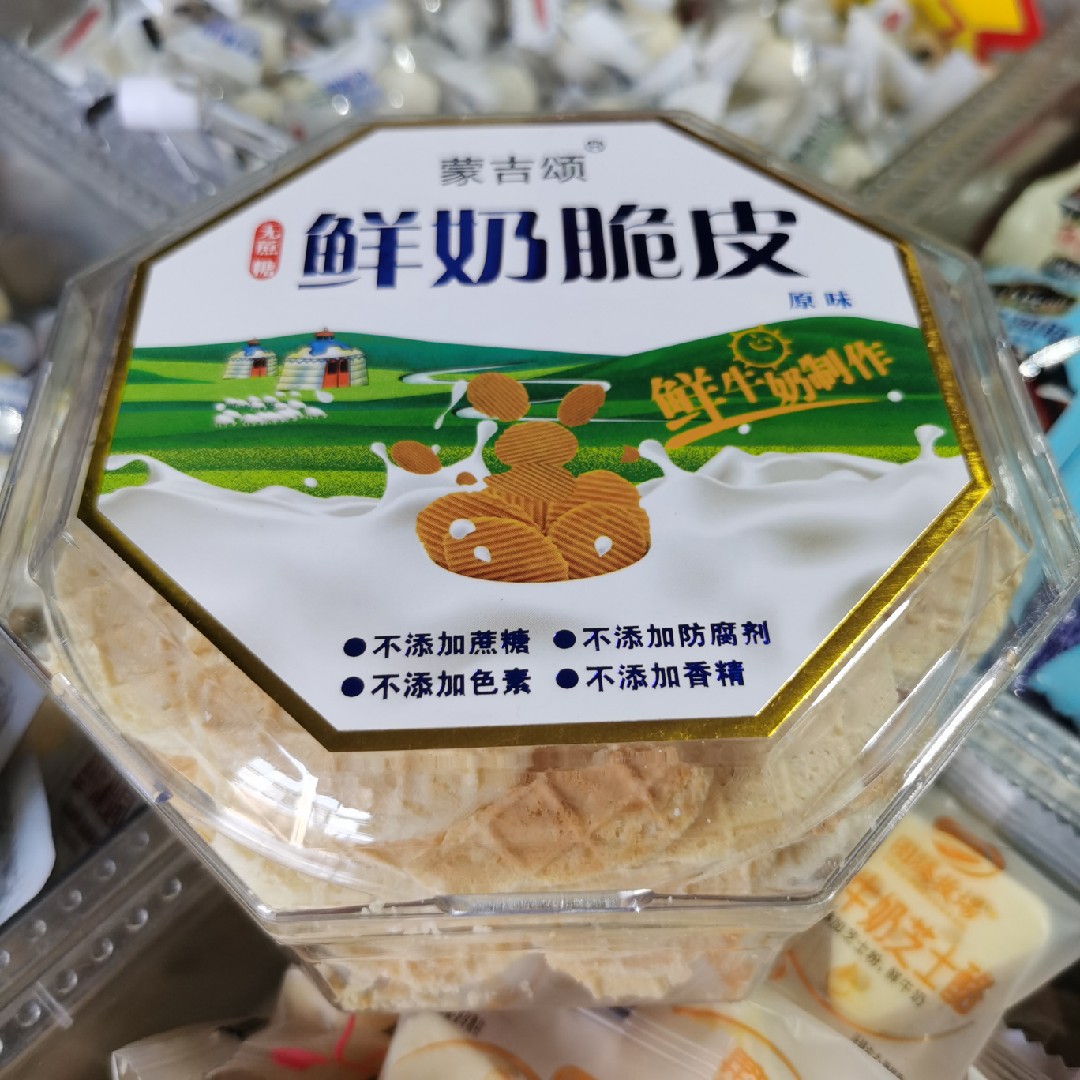 蒙吉颂®
无蔗糖
鲜奶脆皮
原味
鲜牛奶制作
●不添加蔗糖 ●不添加防腐剂
●不添加色素 ●不添加香精
牛奶芝士酪